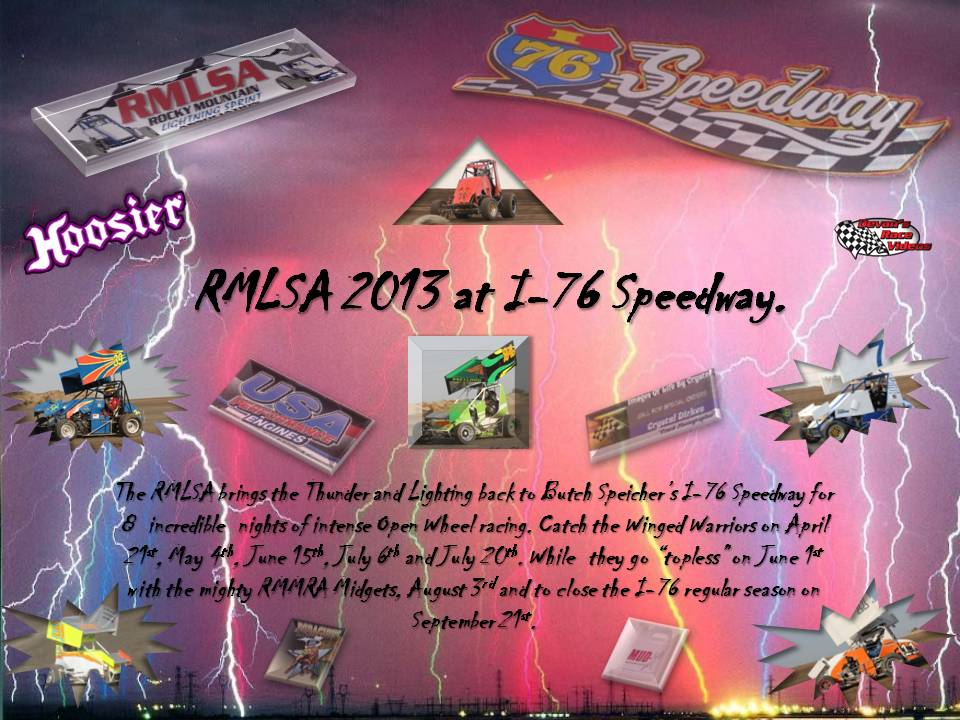 RMLSA
ROCKY MOUNTAIN
LIGHTNING SPRINT
I
76
Speedway
Hoosier
Devan's
Race
Videos
RMLSA 2013 at I-76 Speedway.
USA
PERFORMANCE
ENGINES
Crystal Dirkes
The RMLSA brings the Thunder and Lighting back to Butch Speicher's I-76 Speedway for
8 incredible nights of intense Open Wheel racing. Catch the Winged Warriors on April
21st, May 4th, June 15th, July 6th and July 20th. While they go "topless" on June 1st
with the mighty RMMRA Midgets, August 3rd and to close the I-76 regular season on
September 21st.
MUD